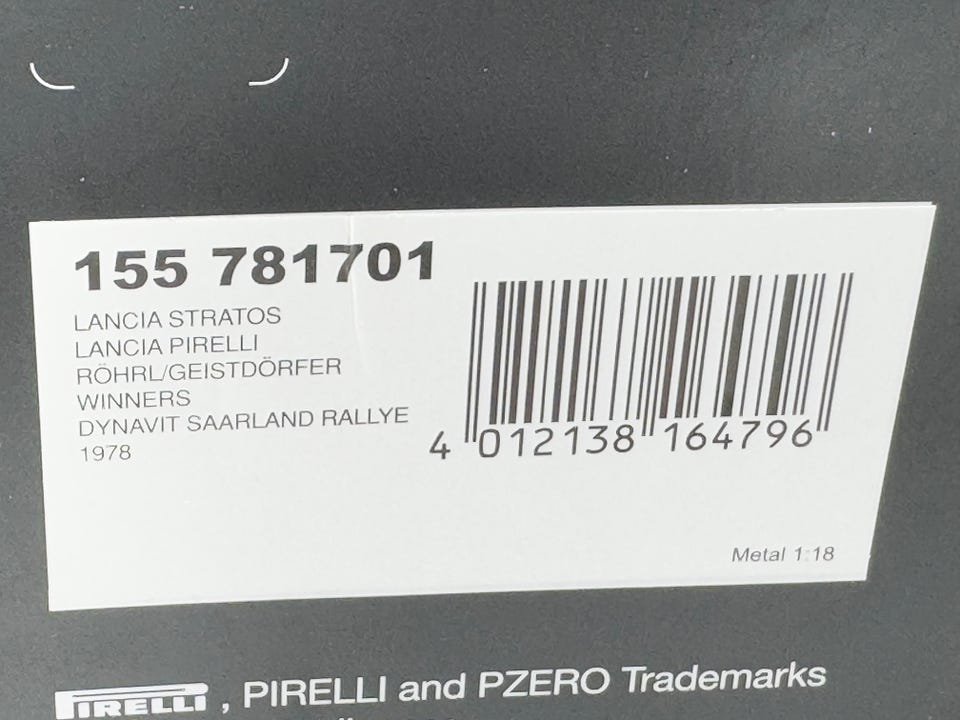 155 781701
LANCIA STRATOS
LANCIA PIRELLI
RÖHRL/GEISTDÖRFER
WINNERS
DYNAVIT SAARLAND RALLYE
1978
4 012138 164796
Metal 1:18
PIRELLI, PIRELLI and PZERO Trademarks